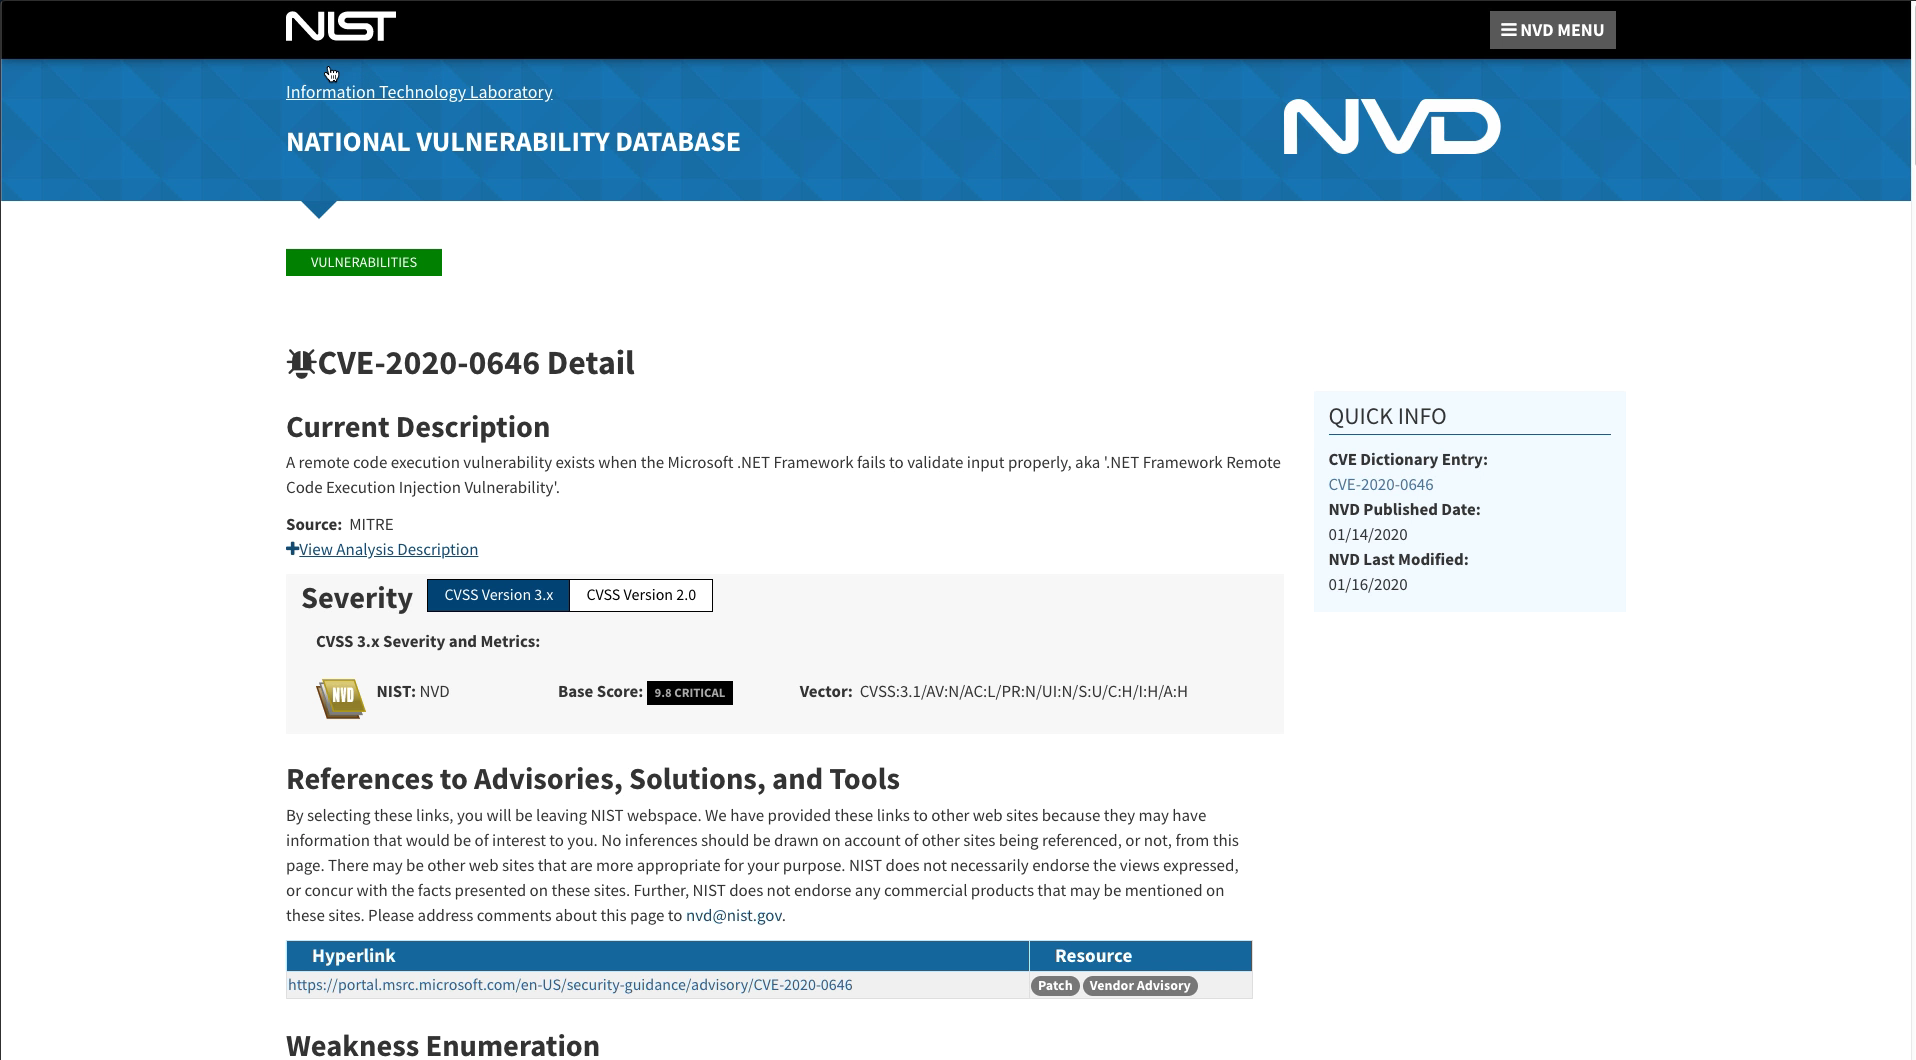 NIST
NVD MENU
Information Technology Laboratory
NATIONAL VULNERABILITY DATABASE
NVD
VULNERABILITIES
CVE-2020-0646 Detail
Current Description
A remote code execution vulnerability exists when the Microsoft .NET Framework fails to validate input properly, aka '.NET Framework Remote
Code Execution Injection Vulnerability'.
Source: MITRE
View Analysis Description
QUICK INFO
CVE Dictionary Entry:
CVE-2020-0646
NVD Published Date:
01/14/2020
NVD Last Modified:
01/16/2020
Severity CVSS Version 3.x CVSS Version 2.0
CVSS 3.x Severity and Metrics:
NVD NIST: NVD Base Score: 9.8 CRITICAL Vector: CVSS:3.1/AV:N/AC:L/PR:N/UI:N/S:U/C:H/I:H/A:H
References to Advisories, Solutions, and Tools
By selecting these links, you will be leaving NIST webspace. We have provided these links to other web sites because they may have
information that would be of interest to you. No inferences should be drawn on account of other sites being referenced, or not, from this
page. There may be other web sites that are more appropriate for your purpose. NIST does not necessarily endorse the views expressed,
or concur with the facts presented on these sites. Further, NIST does not endorse any commercial products that may be mentioned on
these sites. Please address comments about this page to nvd@nist.gov.
Hyperlink Resource
https://portal.msrc.microsoft.com/en-US/security-guidance/advisory/CVE-2020-0646 Patch Vendor Advisory
Weakness Enumeration